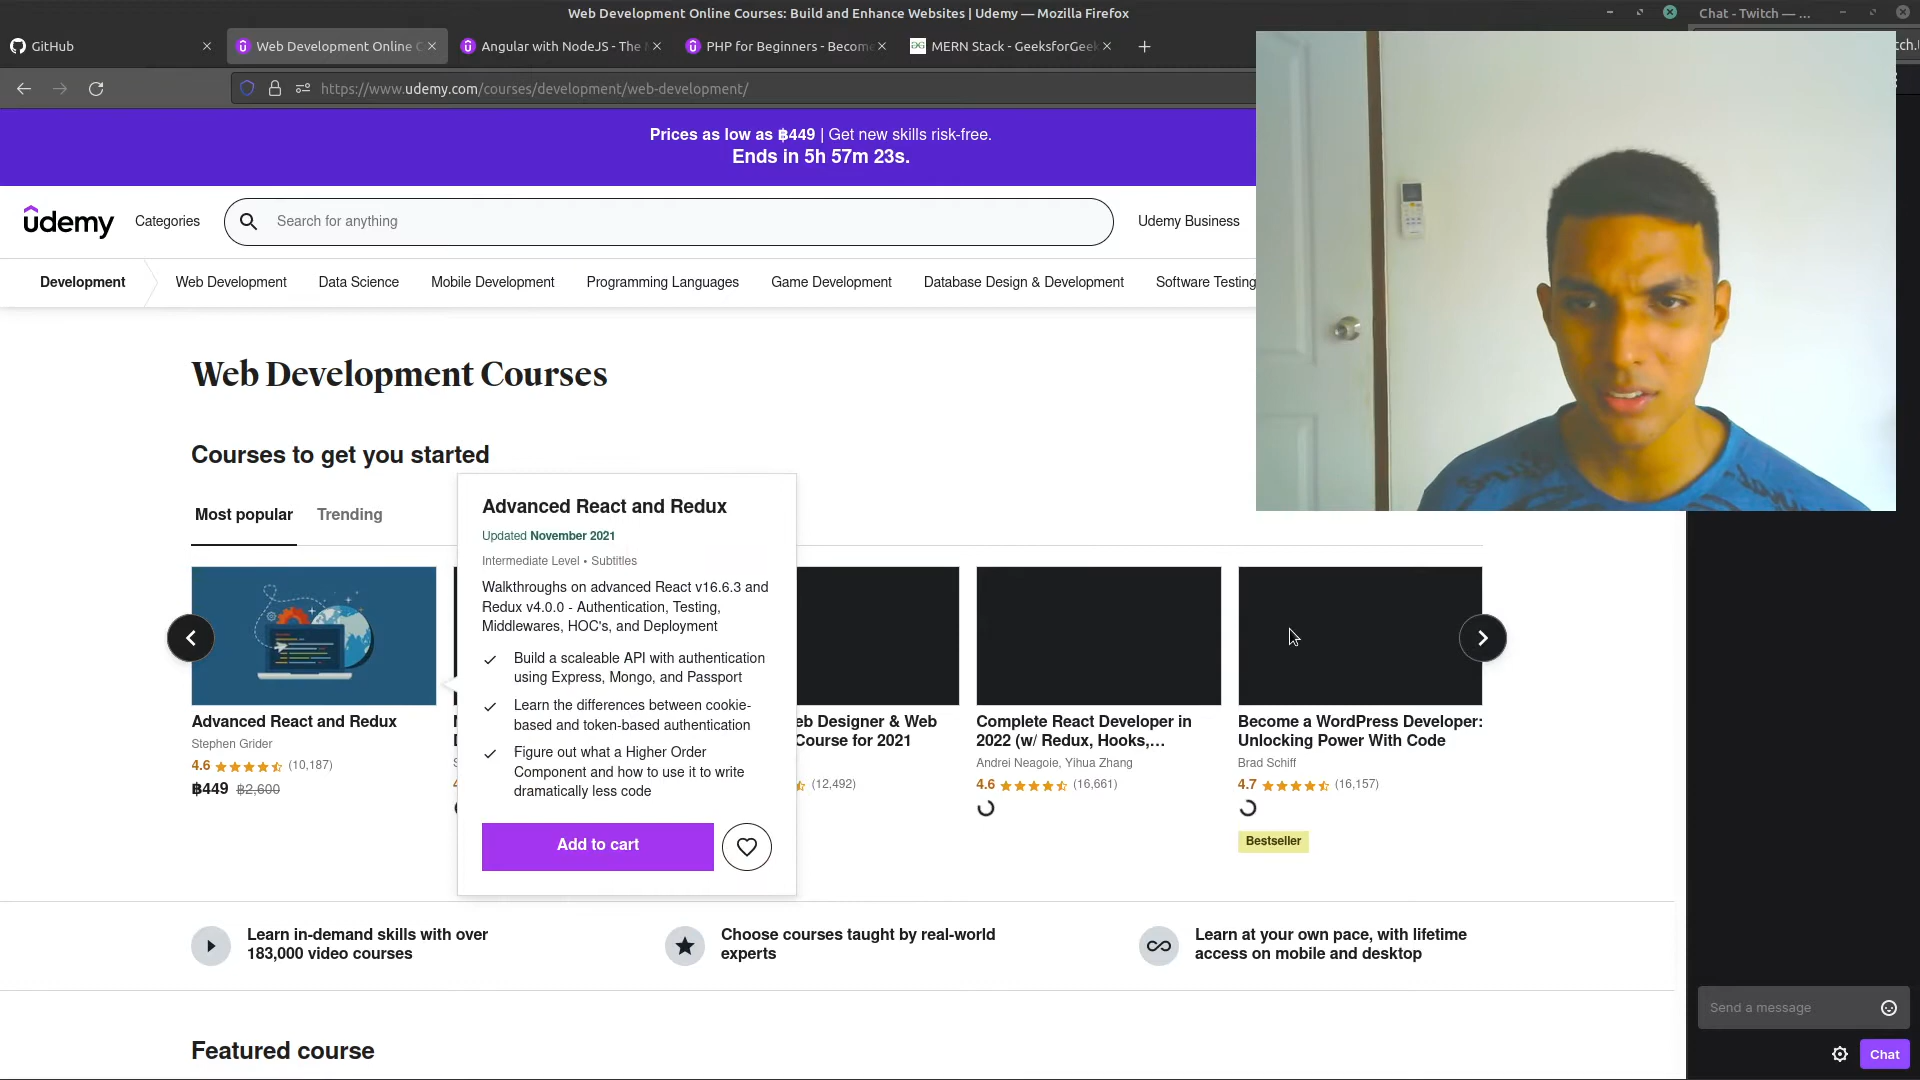 Web Development Online Courses: Build and Enhance Websites | Udemy — Mozilla Firefox
Chat - Twitch — ...
GitHub
Web Development Online C
Angular with NodeJS - The
PHP for Beginners - Become
MERN Stack - GeeksforGeek
https://www.udemy.com/courses/development/web-development/
Prices as low as ฿449 | Get new skills risk-free.
Ends in 5h 57m 23s.
udemy
Categories
Search for anything
Udemy Business
Development
Web Development
Data Science
Mobile Development
Programming Languages
Game Development
Database Design & Development
Software Testing
Web Development Courses
Courses to get you started
Most popular
Trending
Advanced React and Redux
Updated November 2021
Intermediate Level • Subtitles
Walkthroughs on advanced React v16.6.3 and
Redux v4.0.0 - Authentication, Testing,
Middlewares, HOC's, and Deployment
Build a scaleable API with authentication
using Express, Mongo, and Passport
Learn the differences between cookie-
based and token-based authentication
Figure out what a Higher Order
Component and how to use it to write
dramatically less code
Add to cart
Advanced React and Redux
Stephen Grider
4.6 (10,187)
฿449 ฿2,600
eb Designer & Web
Course for 2021
(12,492)
Complete React Developer in
2022 (w/ Redux, Hooks,...
Andrei Neagoie, Yihua Zhang
4.6 (16,661)
Become a WordPress Developer:
Unlocking Power With Code
Brad Schiff
4.7 (16,157)
Bestseller
Learn in-demand skills with over
183,000 video courses
Choose courses taught by real-world
experts
Learn at your own pace, with lifetime
access on mobile and desktop
Featured course
Send a message
Chat